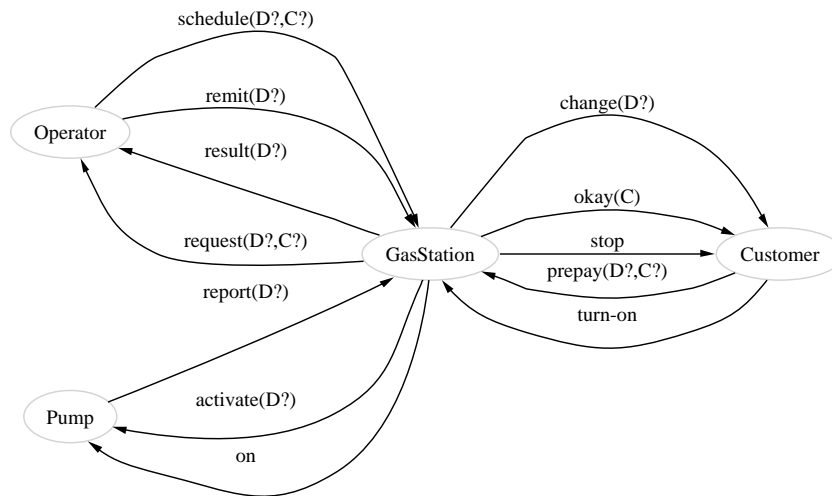 schedule(D?,C?)
remit(D?)
change(D?)
Operator
result(D?)
okay(C)
request(D?,C?)
stop
GasStation
Customer
prepay(D?,C?)
report(D?)
turn-on
activate(D?)
Pump
on